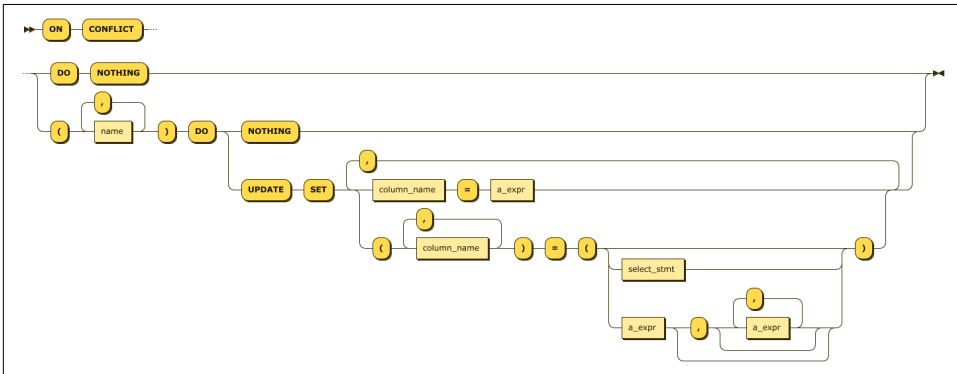 ON CONFLICT
DO NOTHING
,
( name ) DO NOTHING
,
UPDATE SET column_name = a_expr
,
( column_name ) = ( )
select_stmt
,
a_expr , a_expr